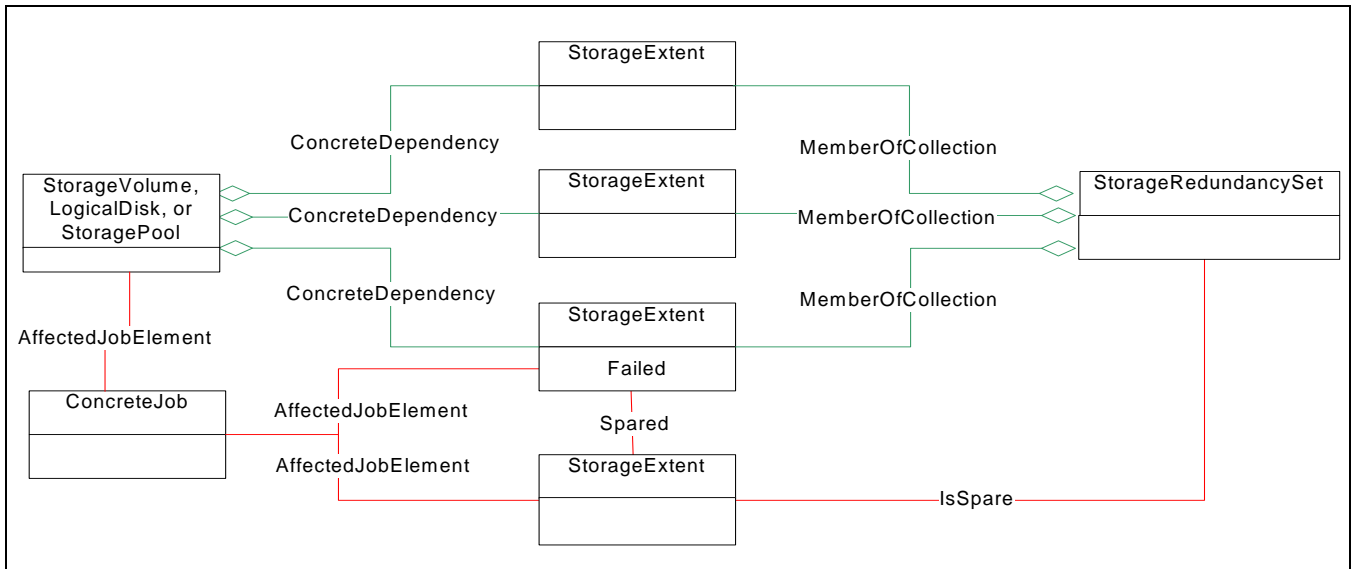 StorageExtent
ConcreteDependency
MemberOfCollection
StorageVolume,
LogicalDisk, or
StoragePool
StorageExtent
StorageRedundancySet
ConcreteDependency
MemberOfCollection
ConcreteDependency
MemberOfCollection
StorageExtent
Failed
AffectedJobElement
ConcreteJob
AffectedJobElement
Spared
AffectedJobElement
StorageExtent
IsSpare